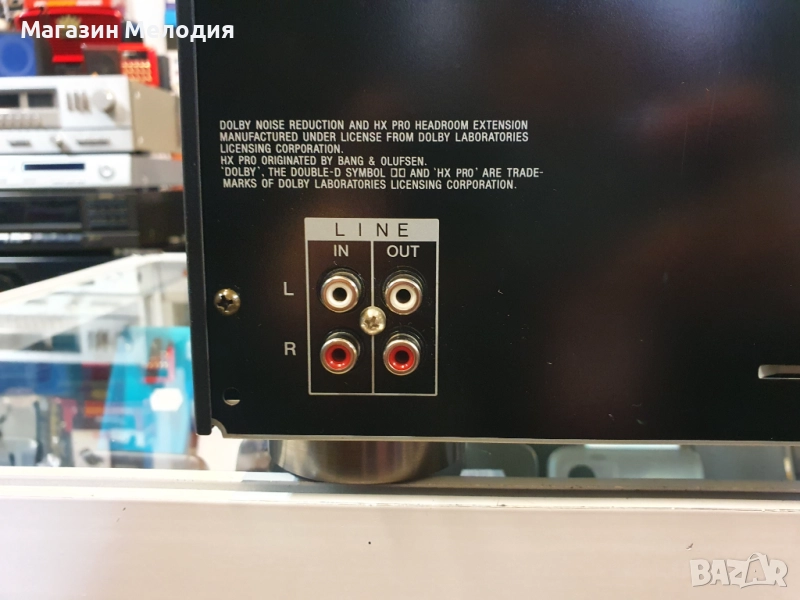 Магазин Мелодия
DOLBY NOISE REDUCTION AND HX PRO HEADROOM EXTENSION
MANUFACTURED UNDER LICENSE FROM DOLBY LABORATORIES
LICENSING CORPORATION.
HX PRO ORIGINATED BY BANG & OLUFSEN.
'DOLBY', THE DOUBLE-D SYMBOL AND 'HX PRO' ARE TRADE-
MARKS OF DOLBY LABORATORIES LICENSING CORPORATION.
LINE
IN OUT
L
R
BAZAR